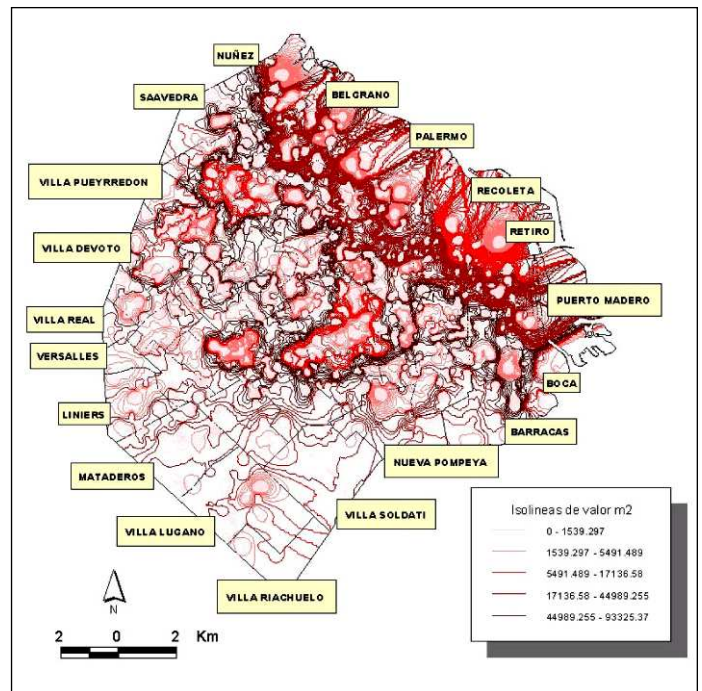 NUÑEZ
SAAVEDRA
BELGRANO
PALERMO
VILLA PUEYRREDON
RECOLETA
RETIRO
VILLA DEVOTO
PUERTO MADERO
VILLA REAL
VERSALLES
BOCA
LINIERS
BARRACAS
NUEVA POMPEYA
MATADEROS
VILLA SOLDATI
VILLA LUGANO
VILLA RIACHUELO
Isolineas de valor m2
0 - 1539.297
1539.297 - 5491.489
5491.489 - 17136.58
17136.58 - 44989.255
44989.255 - 93325.37
N
2 0 2 Km